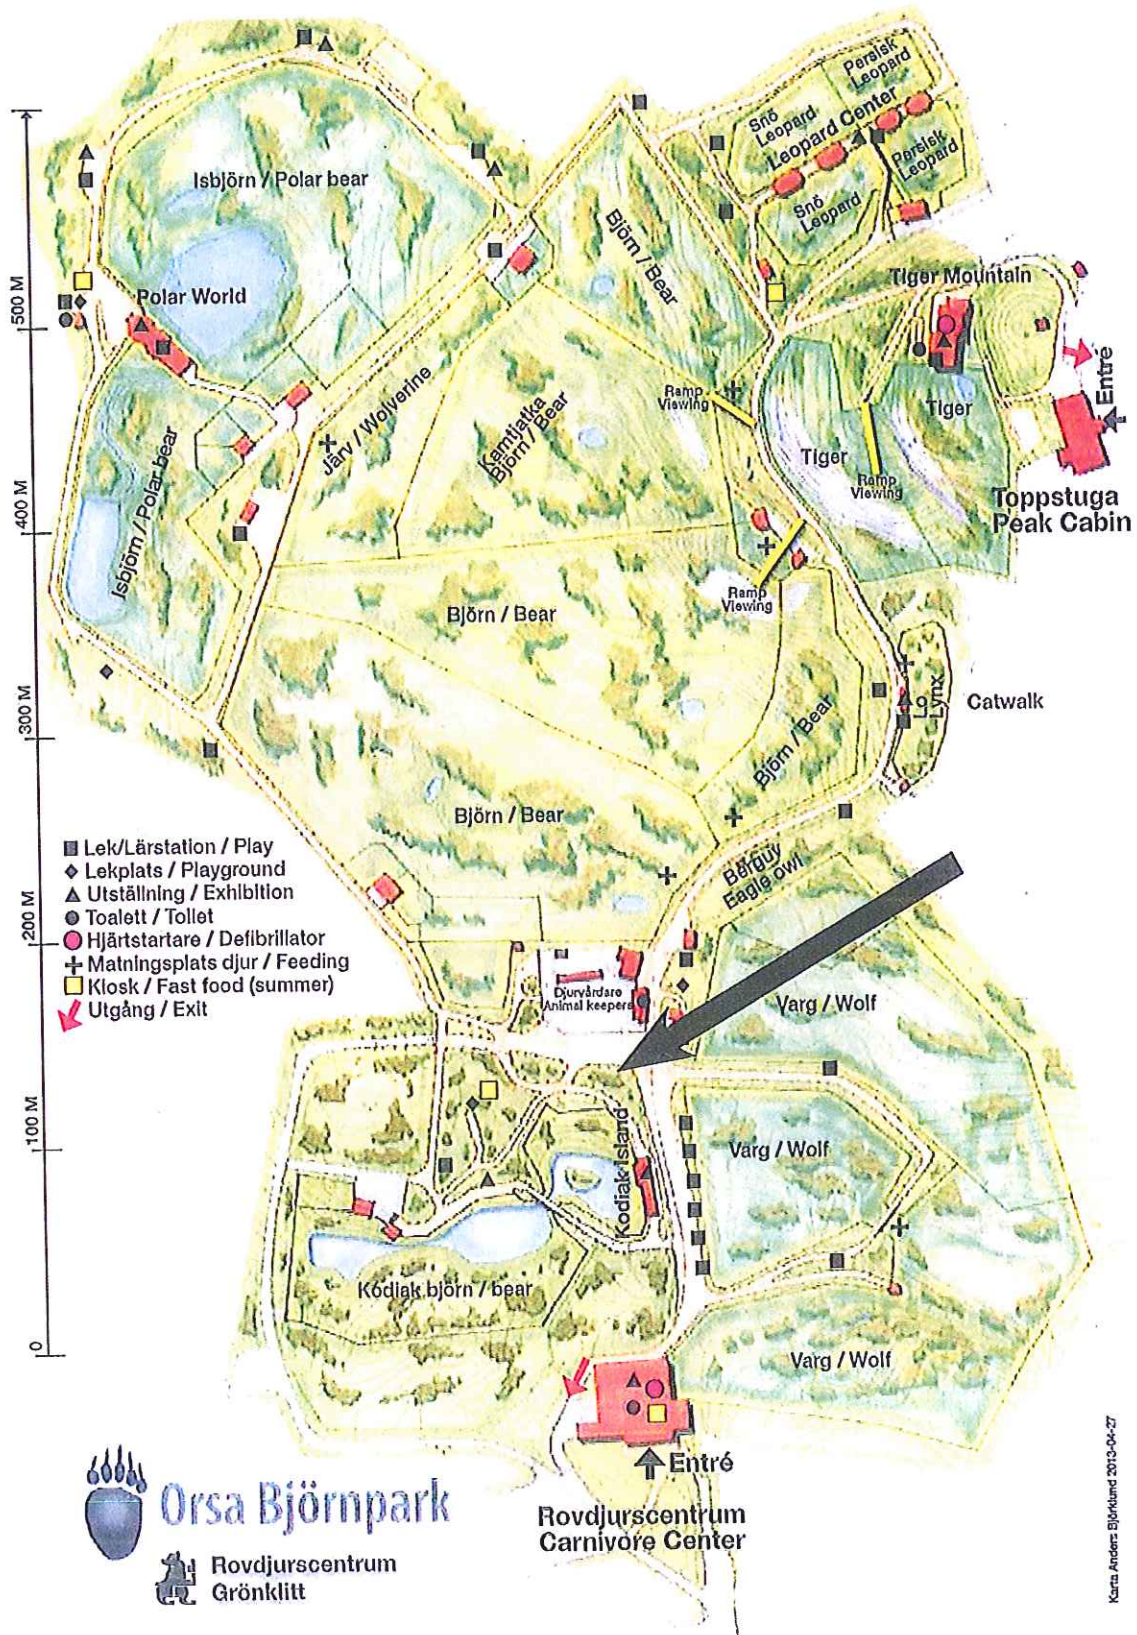 Persisk
Leopard
Snö
Leopard
Leopard Center
Persisk
Leopard
Snö
Leopard
Isbjörn / Polar bear
Björn / Bear
Tiger Mountain
Polar World
500 M
Entré
Ramp
Viewing
Järv / Wolverine
Kamtjatka
Björn / Bear
Tiger
Tiger
Ramp
Viewing
Toppstuga
Peak Cabin
Isbjörn / Polar bear
400 M
Ramp
Viewing
Björn / Bear
Lo
Lynx
Catwalk
300 M
Björn / Bear
Björn / Bear
Lek/Lärstation / Play
Lekplats / Playground
Utställning / Exhibition
Toalett / Toilet
Hjärtstartare / Defibrillator
Matningsplats djur / Feeding
Kiosk / Fast food (summer)
Utgång / Exit
Berguv
Eagle owl
200 M
Djurvårdare
Animal keepers
Varg / Wolf
100 M
Kodiak Island
Varg / Wolf
Kodiak björn / bear
0
Varg / Wolf
Entré
Rovdjurscentrum
Carnivore Center
Orsa Björnpark
Rovdjurscentrum
Grönklitt
Karta Anders Björklund 2013-04-27